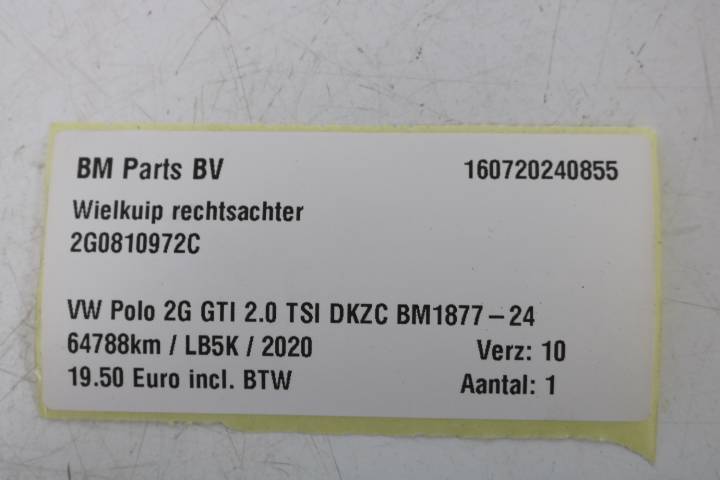 BM Parts BV 160720240855
Wielkuip rechtsachter
2G0810972C
VW Polo 2G GTI 2.0 TSI DKZC BM1877-24
64788km / LB5K / 2020 Verz: 10
19.50 Euro incl. BTW Aantal: 1